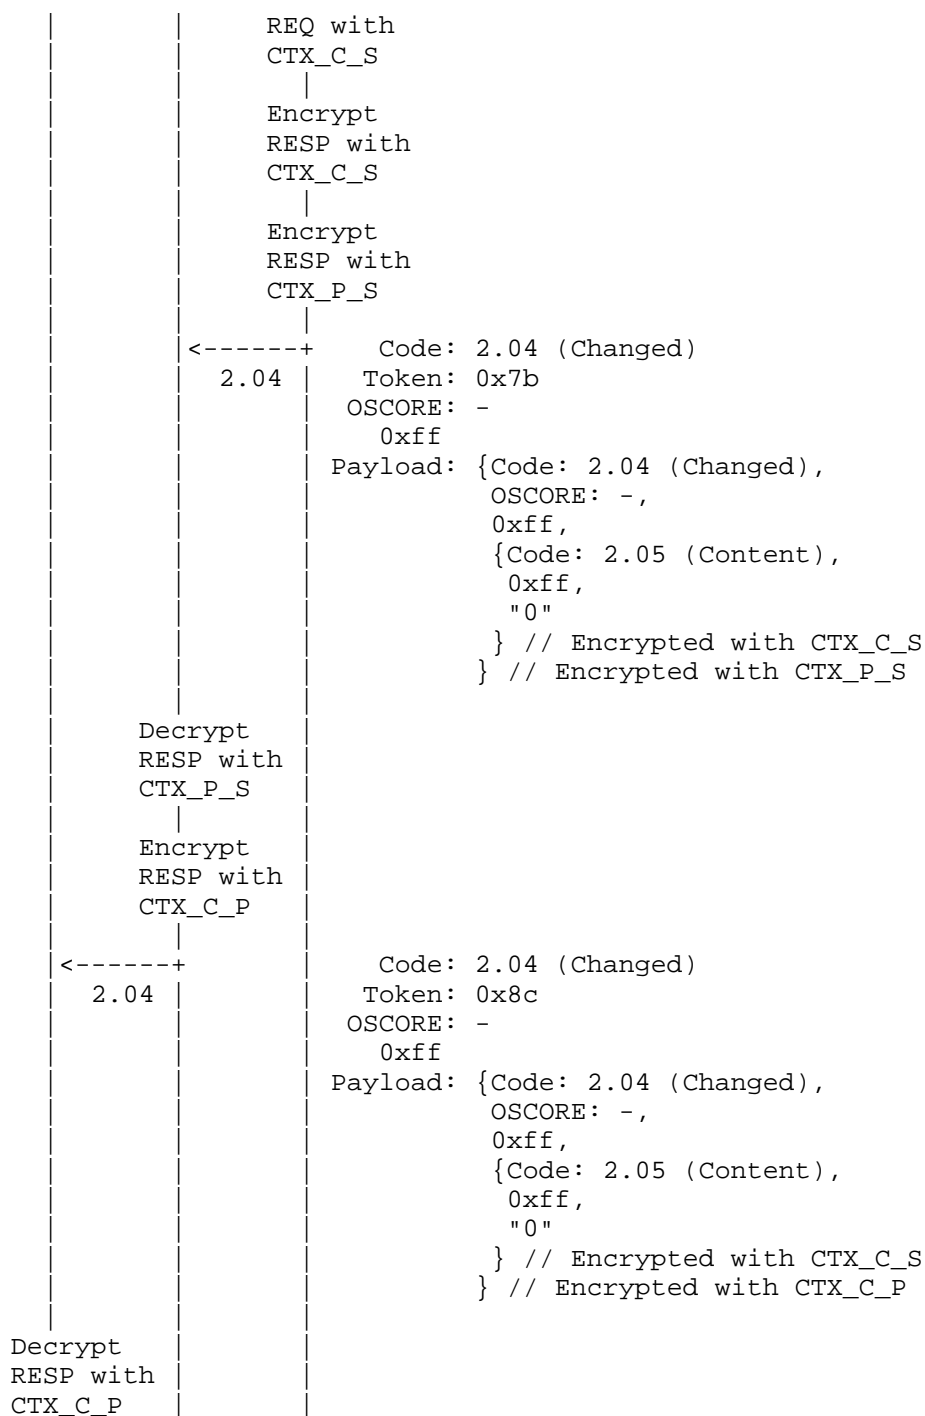 |       |     REQ with
|       |     CTX_C_S
|       |       |
|       |     Encrypt
|       |     RESP with
|       |     CTX_C_S
|       |       |
|       |     Encrypt
|       |     RESP with
|       |     CTX_P_S
|       |       |
|       |<------+    Code: 2.04 (Changed)
|       |  2.04 |   Token: 0x7b
|       |       |  OSCORE: -
|       |       |    0xff
|       |       | Payload: {Code: 2.04 (Changed),
|       |       |           OSCORE: -,
|       |       |           0xff,
|       |       |           {Code: 2.05 (Content),
|       |       |            0xff,
|       |       |            "0"
|       |       |           } // Encrypted with CTX_C_S
|       |       |          } // Encrypted with CTX_P_S
|       |       |
|     Decrypt   |
|     RESP with |
|     CTX_P_S   |
|       |       |
|     Encrypt   |
|     RESP with |
|     CTX_C_P   |
|       |       |
|<------+       |    Code: 2.04 (Changed)
|  2.04 |       |   Token: 0x8c
|       |       |  OSCORE: -
|       |       |    0xff
|       |       | Payload: {Code: 2.04 (Changed),
|       |       |           OSCORE: -,
|       |       |           0xff,
|       |       |           {Code: 2.05 (Content),
|       |       |            0xff,
|       |       |            "0"
|       |       |           } // Encrypted with CTX_C_S
|       |       |          } // Encrypted with CTX_C_P
|       |       |
Decrypt   |       |
RESP with |       |
CTX_C_P   |       |